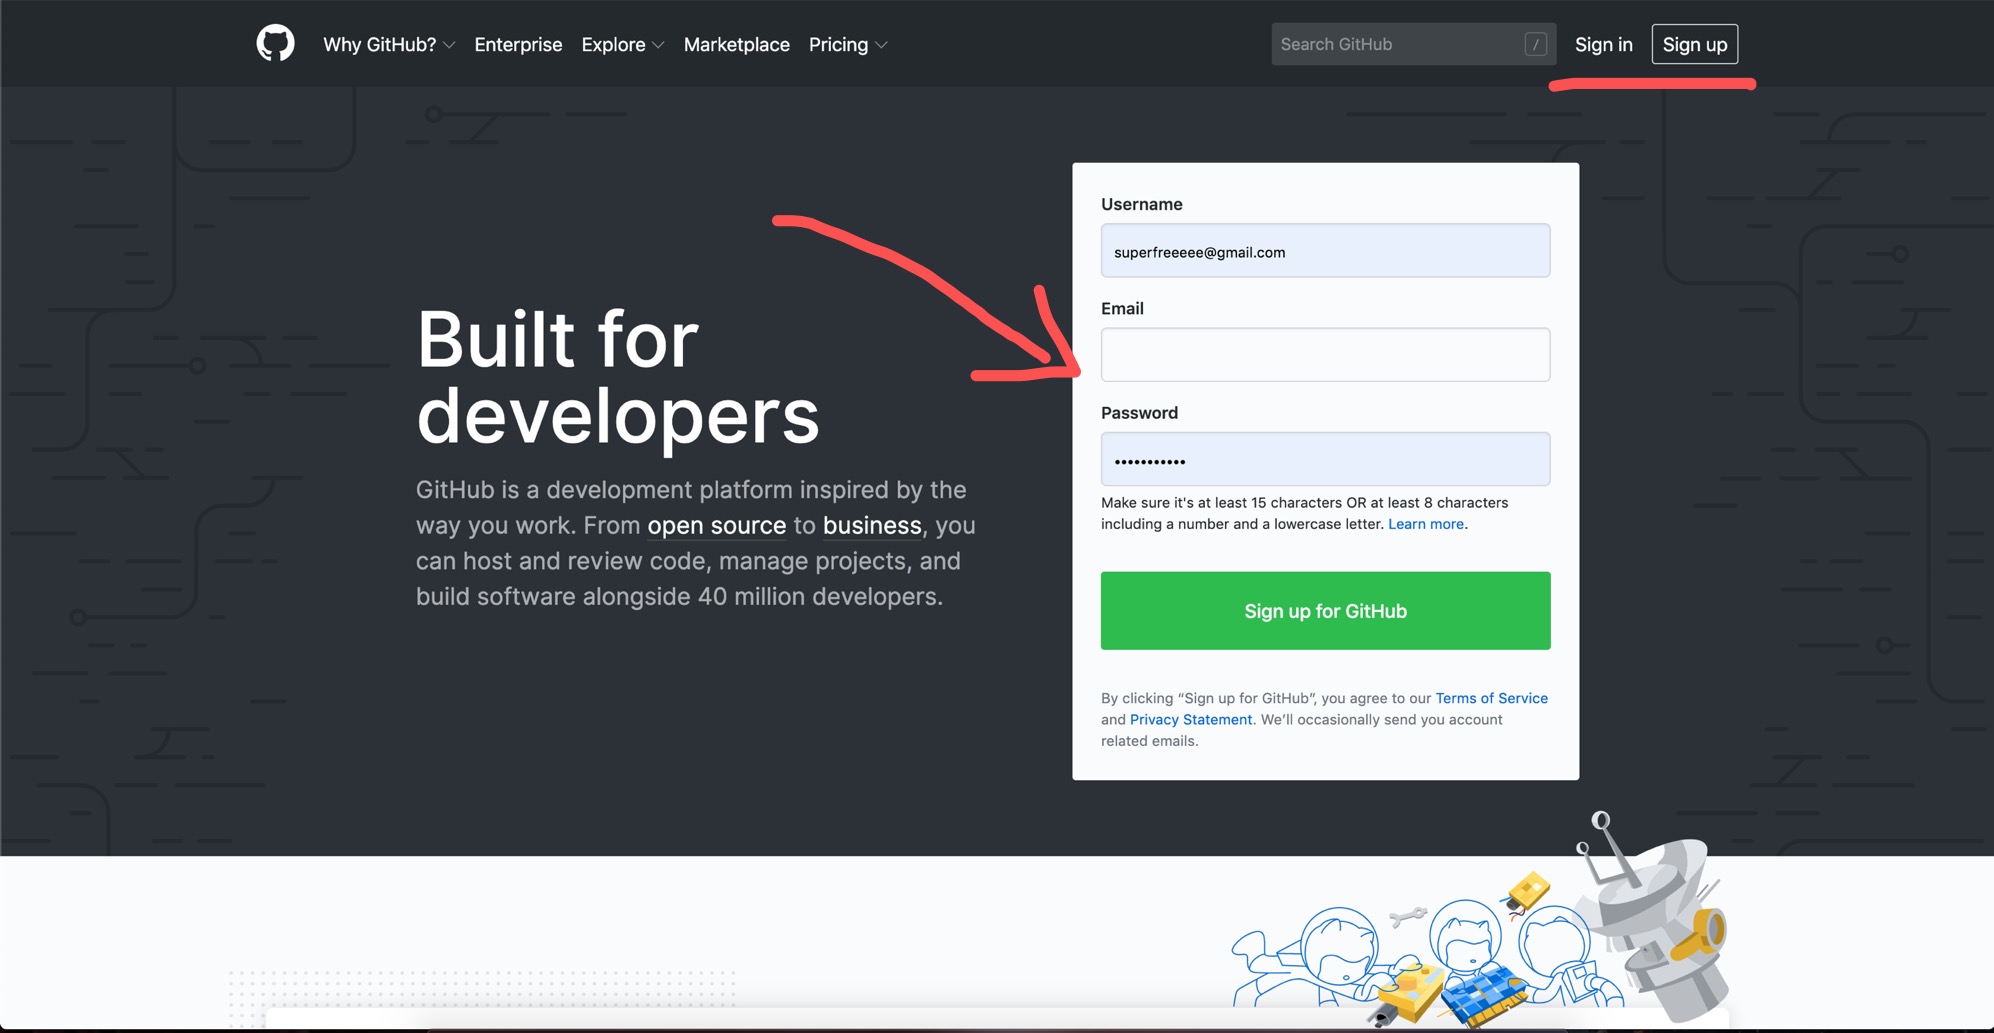 Why GitHub? Enterprise Explore Marketplace Pricing Search GitHub / Sign in Sign up
Built for
developers
GitHub is a development platform inspired by the
way you work. From open source to business, you
can host and review code, manage projects, and
build software alongside 40 million developers.
Username
superfreeeee@gmail.com
Email
Password
•••••••••••
Make sure it's at least 15 characters OR at least 8 characters
including a number and a lowercase letter. Learn more.
Sign up for GitHub
By clicking “Sign up for GitHub”, you agree to our Terms of Service
and Privacy Statement. We’ll occasionally send you account
related emails.